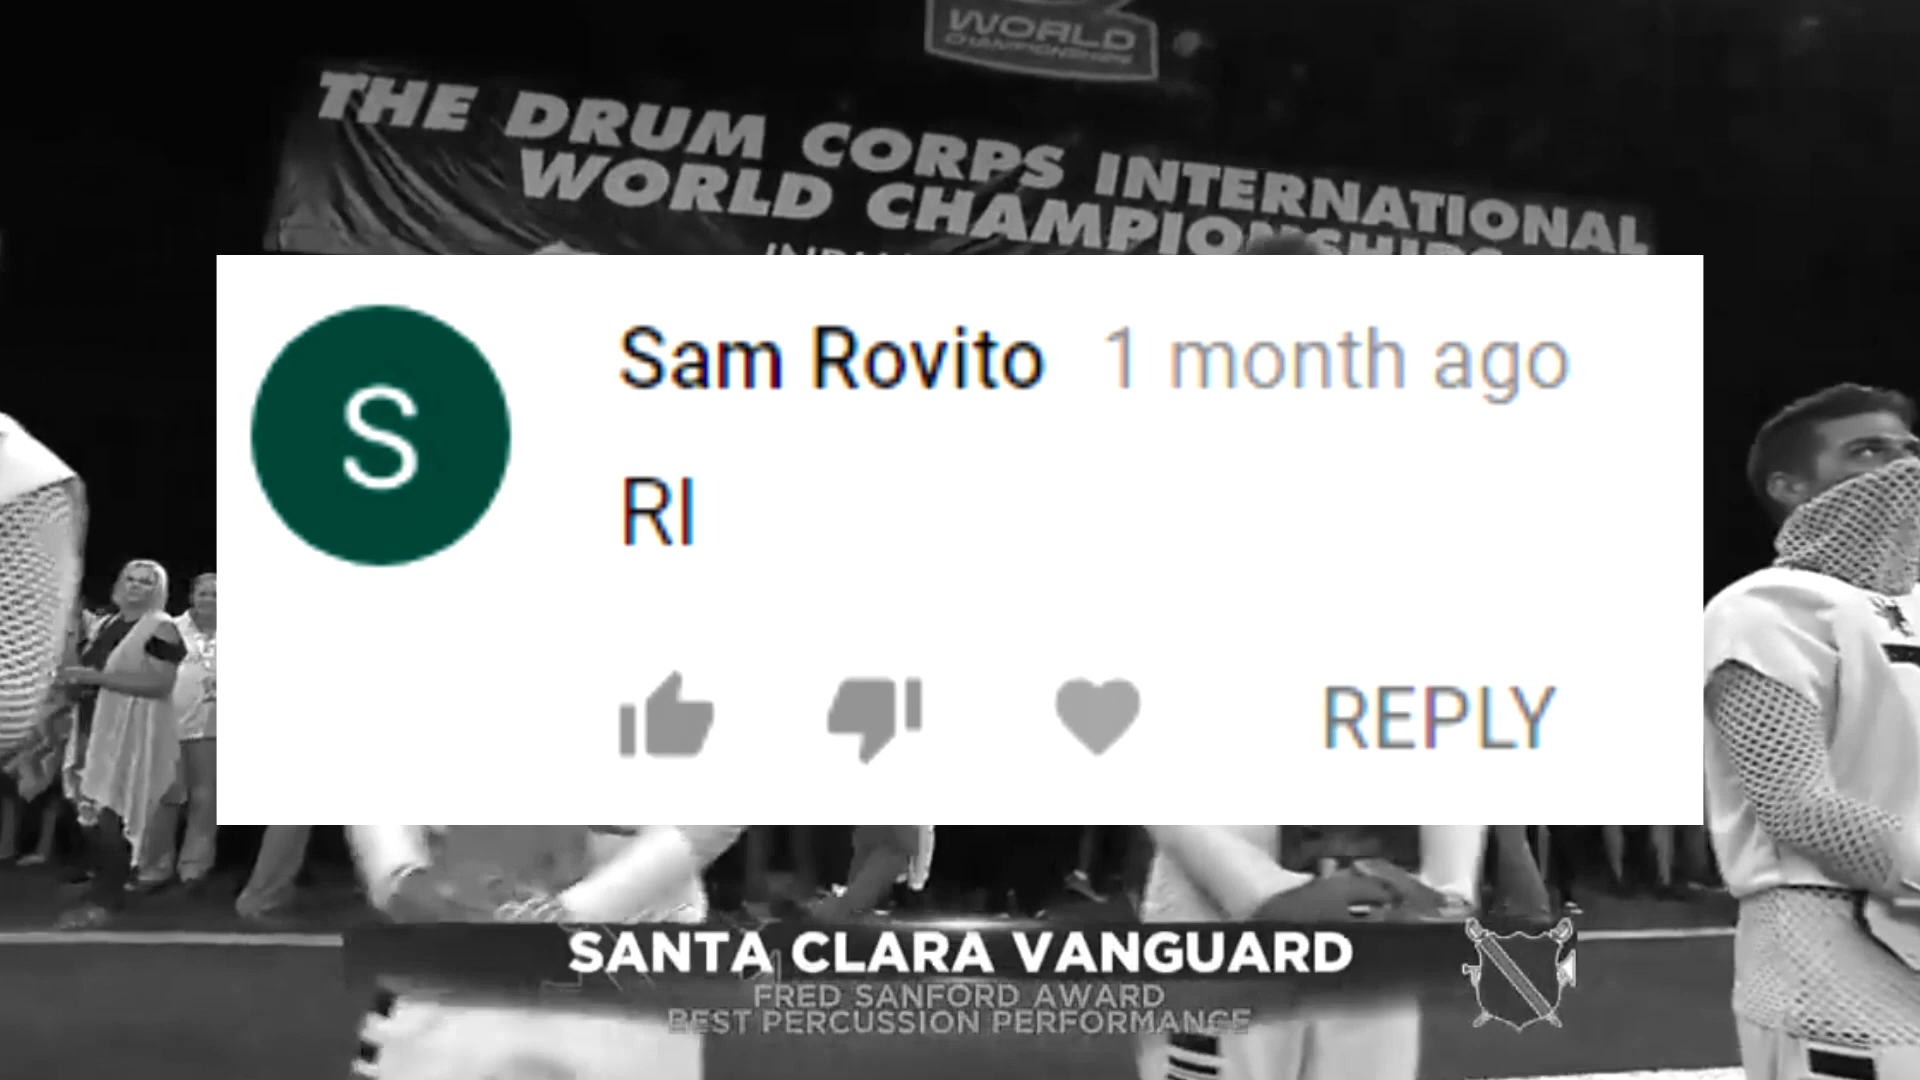 WORLD
CHAMPIONSHIPS
THE DRUM CORPS INTERNATIONAL
WORLD CHAMPIONSHIPS
S
Sam Rovito 1 month ago
RI
REPLY
SANTA CLARA VANGUARD
FRED SANFORD AWARD
BEST PERCUSSION PERFORMANCE